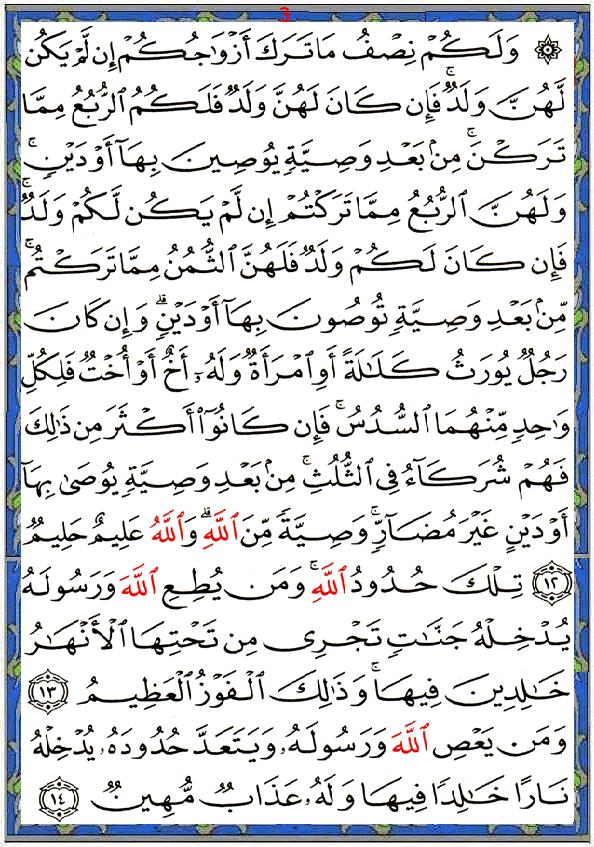 3
۞ وَلَكُمْ نِصْفُ مَا تَرَكَ أَزْوَٰجُكُمْ إِن لَّمْ يَكُن
لَّهُنَّ وَلَدٌ ۚ فَإِن كَانَ لَهُنَّ وَلَدٌ فَلَكُمُ ٱلرُّبُعُ مِمَّا
تَرَكْنَ ۚ مِنۢ بَعْدِ وَصِيَّةٍ يُوصِينَ بِهَآ أَوْ دَيْنٍ ۚ
وَلَهُنَّ ٱلرُّبُعُ مِمَّا تَرَكْتُمْ إِن لَّمْ يَكُن لَّكُمْ وَلَدٌ ۚ
فَإِن كَانَ لَكُمْ وَلَدٌ فَلَهُنَّ ٱلثُّمُنُ مِمَّا تَرَكْتُم ۚ
مِّنۢ بَعْدِ وَصِيَّةٍ تُوصُونَ بِهَآ أَوْ دَيْنٍ ۗ وَإِن كَانَ
رَجُلٌ يُورَثُ كَلَٰلَةً أَوِ ٱمْرَأَةٌ وَلَهُۥٓ أَخٌ أَوْ أُخْتٌ فَلِكُلِّ
وَٰحِدٍ مِّنْهُمَا ٱلسُّدُسُ ۚ فَإِن كَانُوٓا۟ أَكْثَرَ مِن ذَٰلِكَ
فَهُمْ شُرَكَآءُ فِى ٱلثُّلُثِ ۚ مِنۢ بَعْدِ وَصِيَّةٍ يُوصَىٰ بِهَآ
أَوْ دَيْنٍ غَيْرَ مُضَآرٍّ ۚ وَصِيَّةً مِّنَ ٱللَّهِ ۗ وَٱللَّهُ عَلِيمٌ حَلِيمٌ
﴿١٢﴾ تِلْكَ حُدُودُ ٱللَّهِ ۚ وَمَن يُطِعِ ٱللَّهَ وَرَسُولَهُۥ
يُدْخِلْهُ جَنَّٰتٍ تَجْرِى مِن تَحْتِهَا ٱلْأَنْهَٰرُ
خَٰلِدِينَ فِيهَا ۚ وَذَٰلِكَ ٱلْفَوْزُ ٱلْعَظِيمُ ﴿١٣﴾
وَمَن يَعْصِ ٱللَّهَ وَرَسُولَهُۥ وَيَتَعَدَّ حُدُودَهُۥ يُدْخِلْهُ
نَارًا خَٰلِدًا فِيهَا وَلَهُۥ عَذَابٌ مُّهِينٌ ﴿١٤﴾